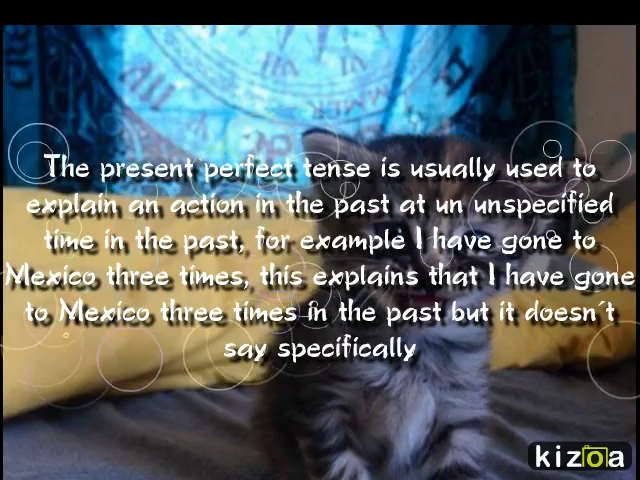 The present perfect tense is usually used to
explain an action in the past at un unspecified
time in the past, for example I have gone to
Mexico three times, this explains that I have gone
to Mexico three times in the past but it doesn´t
say specifically
VII
VIII
kizoa